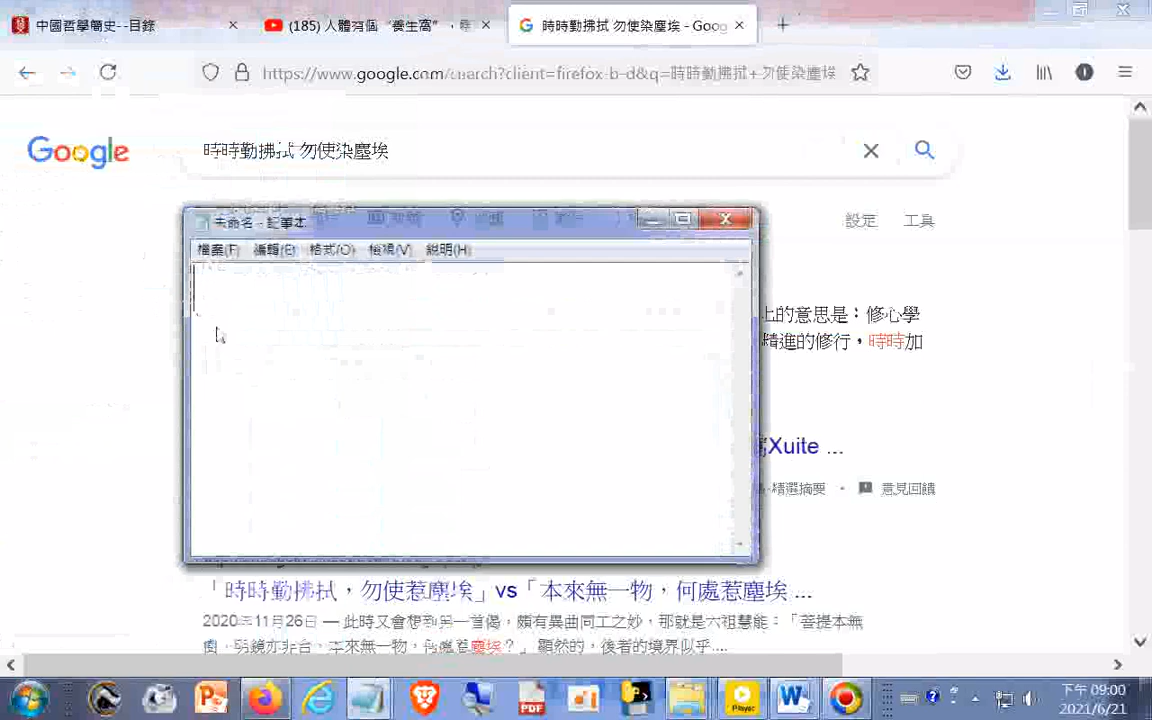 中國哲學簡史--目錄
(185) 人體有個“養生窩”，
時時勤拂拭 勿使染塵埃 - Goog
https://www.google.com/search?client=firefox-b-d&q=時時勤拂拭+勿使染塵埃
Google
時時勤拂拭 勿使染塵埃
設定 工具
未命名 - 記事本
檔案(F) 編輯(E) 格式(O) 檢視(V) 說明(H)
上的意思是：修心學
精進的修行，時時加
Xuite ...
精選摘要 • 意見回饋
「時時勤拂拭，勿使惹塵埃」vs「本來無一物，何處惹塵埃 ...
2020年11月26日 — 此時又會想到另一首偈，頗有異曲同工之妙，那就是六祖慧能：「菩提本無
樹，明鏡亦非台，本來無一物，何處惹塵埃？」顯然的，後者的境界似乎....
PDF
Player
下午 09:00
2021/6/21